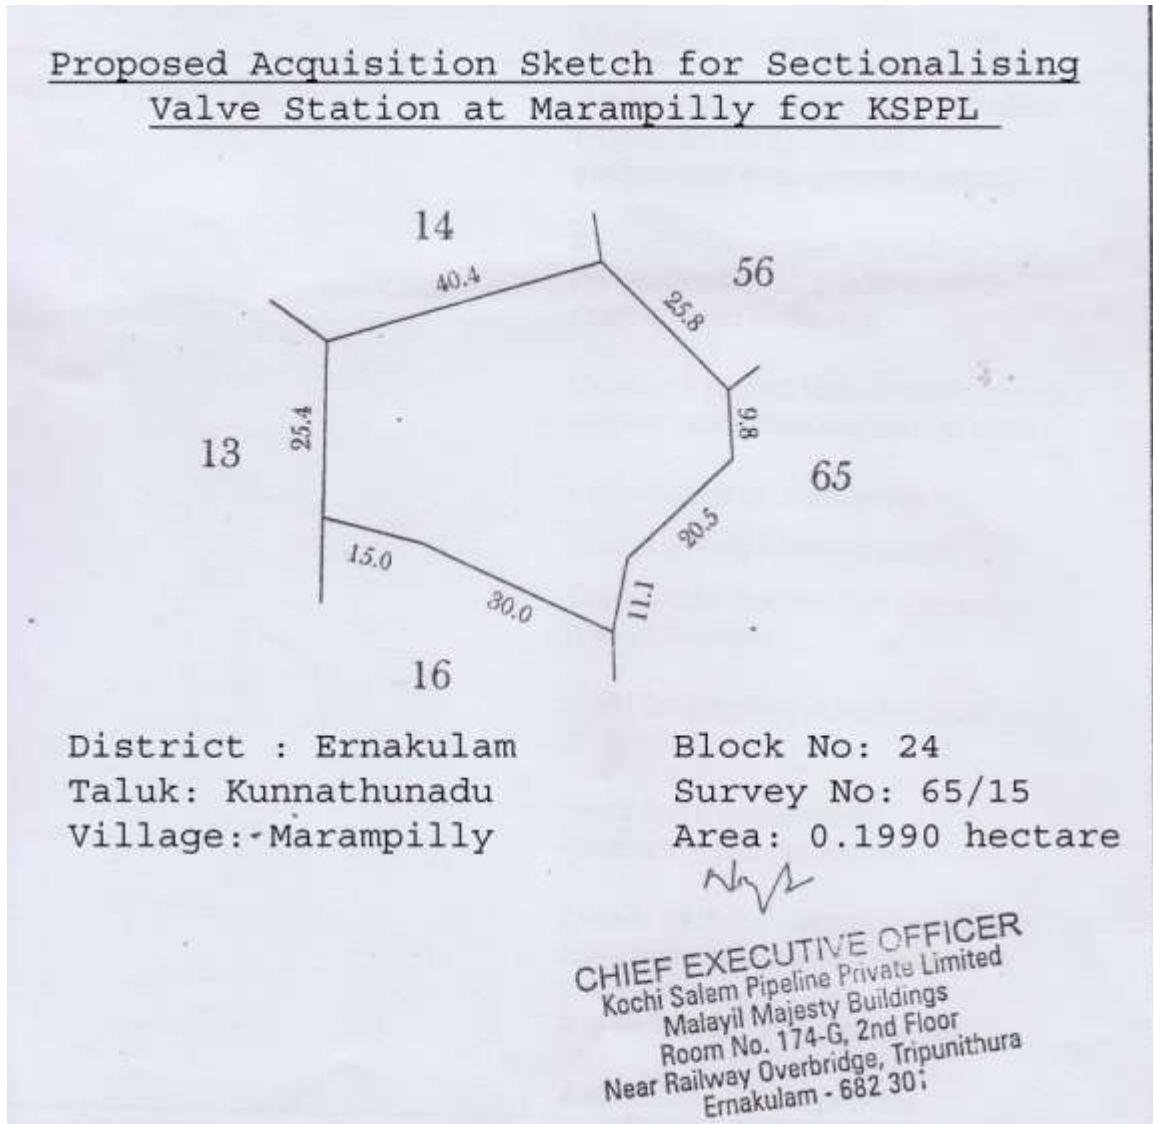 Proposed Acquisition Sketch for Sectionalising
Valve Station at Marampilly for KSPPL
14
40.4
56
25.8
25.4
9.8
13
65
20.5
15.0
30.0
11.1
16
District : Ernakulam
Block No: 24
Taluk: Kunnathunadu
Survey No: 65/15
Village: Marampilly
Area: 0.1990 hectare
CHIEF EXECUTIVE OFFICER
Kochi Salem Pipeline Private Limited
Malayil Majesty Buildings
Room No. 174-G, 2nd Floor
Near Railway Overbridge, Tripunithura
Ernakulam - 682 301